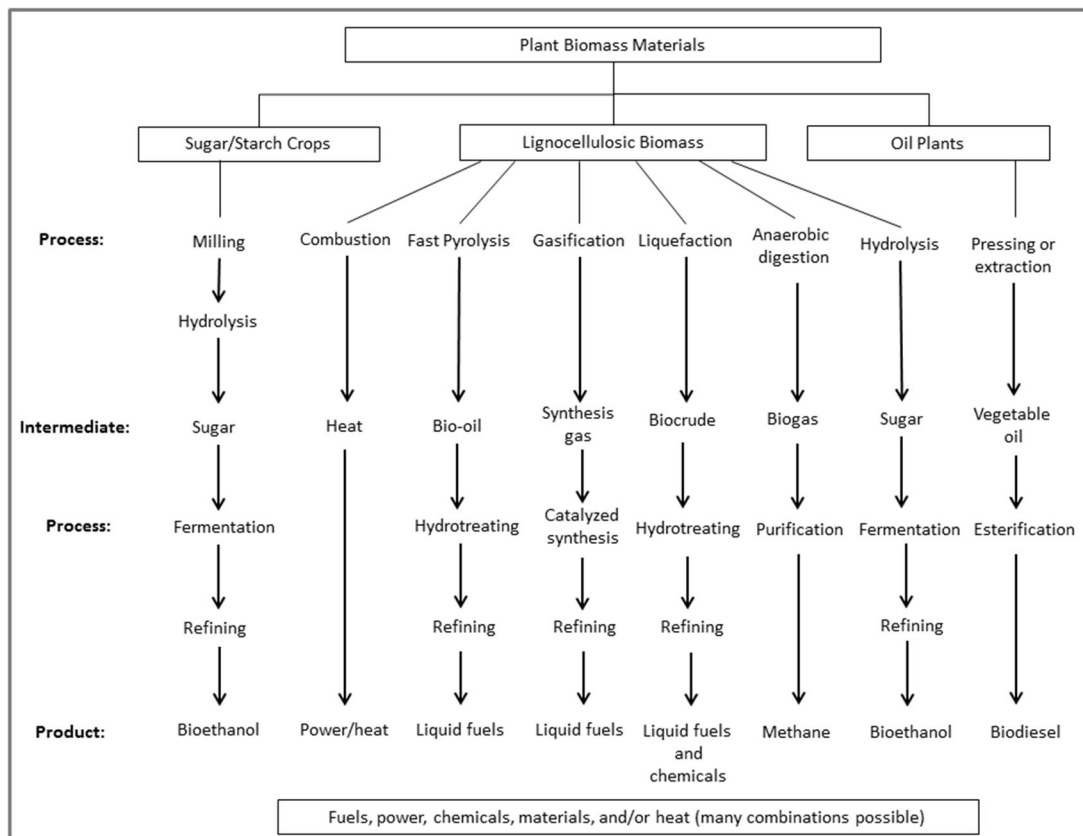 Plant Biomass Materials
Sugar/Starch Crops
Lignocellulosic Biomass
Oil Plants
Process:
Milling
Combustion
Fast Pyrolysis
Gasification
Liquefaction
Anaerobic
digestion
Hydrolysis
Pressing or
extraction
Hydrolysis
Intermediate:
Sugar
Heat
Bio-oil
Synthesis
gas
Biocrude
Biogas
Sugar
Vegetable
oil
Process:
Fermentation
Hydrotreating
Catalyzed
synthesis
Hydrotreating
Purification
Fermentation
Esterification
Refining
Refining
Refining
Refining
Refining
Product:
Bioethanol
Power/heat
Liquid fuels
Liquid fuels
Liquid fuels
and
chemicals
Methane
Bioethanol
Biodiesel
Fuels, power, chemicals, materials, and/or heat (many combinations possible)